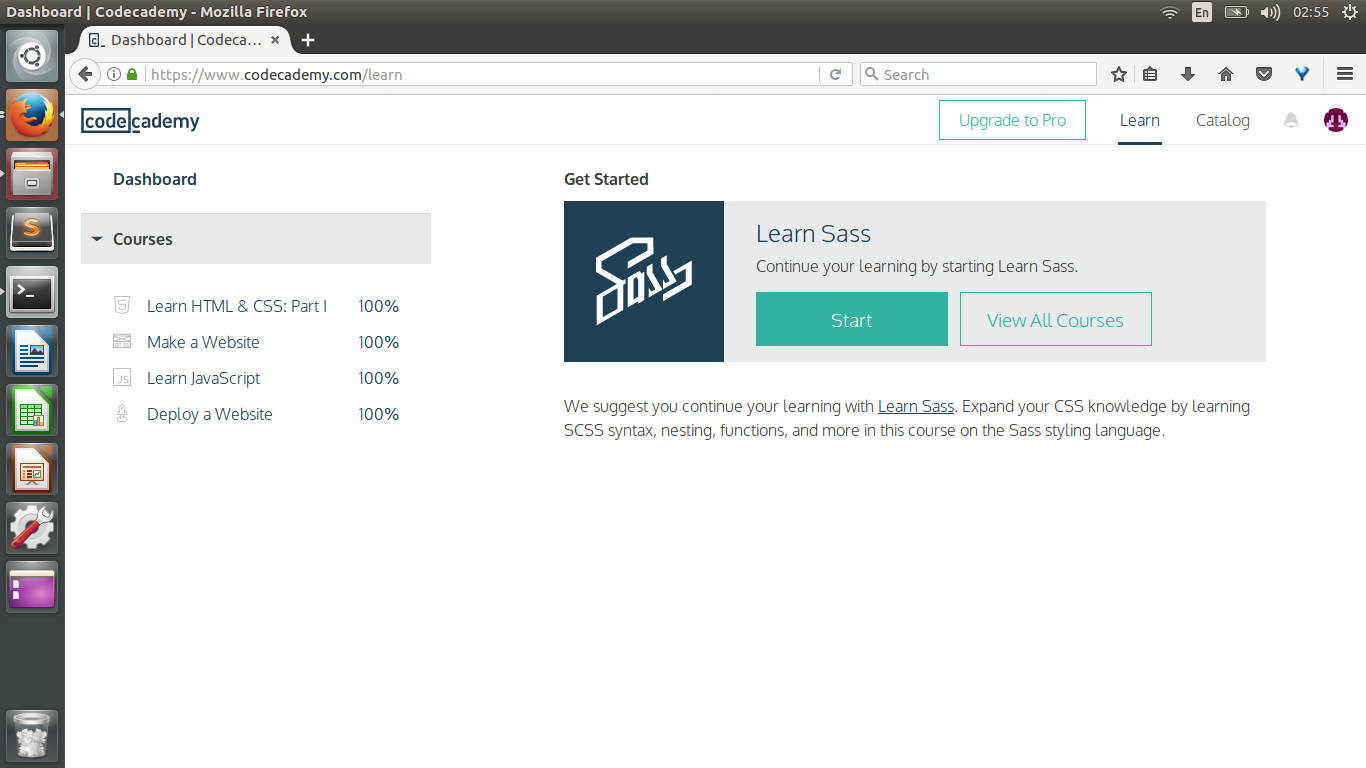 Dashboard | Codecademy - Mozilla Firefox
En
02:55
Dashboard | Codeca...
https://www.codecademy.com/learn
Search
codecademy
Upgrade to Pro
Learn
Catalog
Dashboard
Courses
Learn HTML & CSS: Part I 100%
Make a Website 100%
JS Learn JavaScript 100%
Deploy a Website 100%
Get Started
Sass
Learn Sass
Continue your learning by starting Learn Sass.
Start
View All Courses
We suggest you continue your learning with Learn Sass. Expand your CSS knowledge by learning
SCSS syntax, nesting, functions, and more in this course on the Sass styling language.